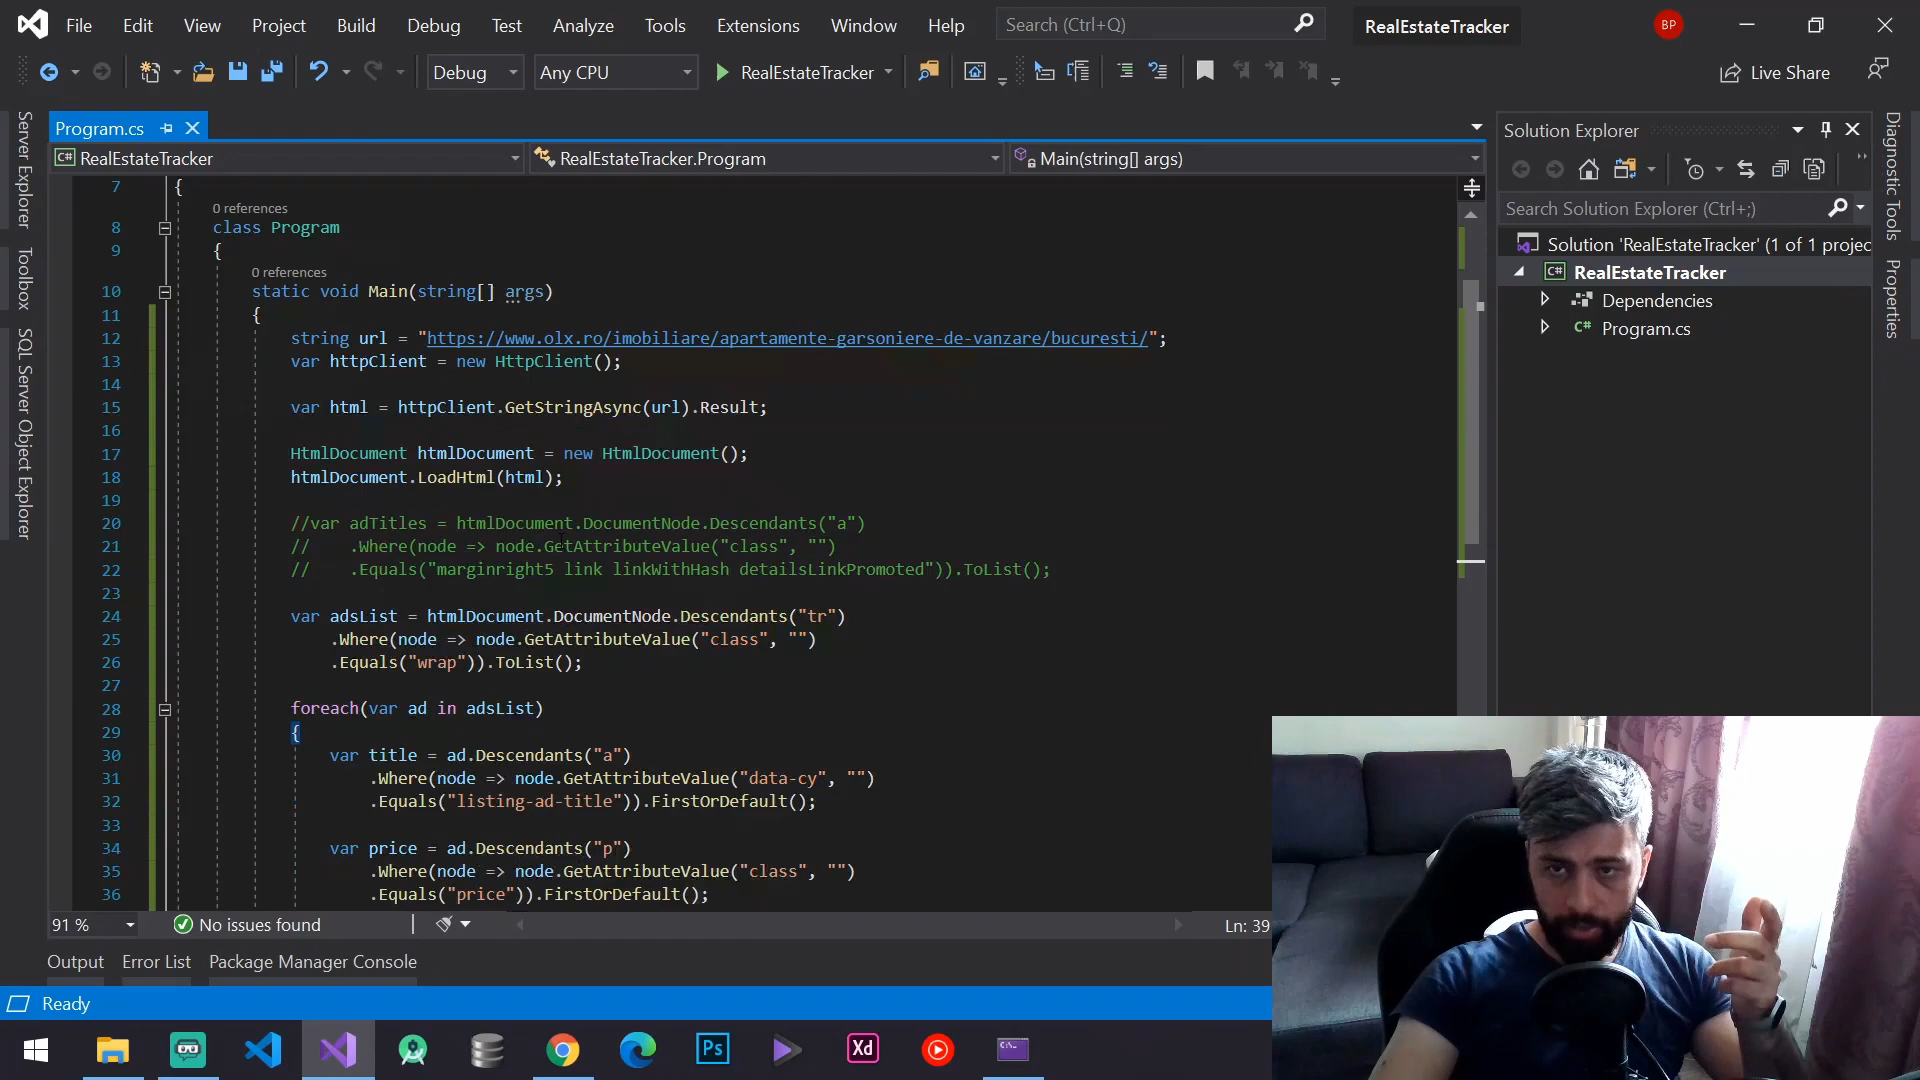 File Edit View Project Build Debug Test Analyze Tools Extensions Window Help Search (Ctrl+Q) RealEstateTracker BP
Debug Any CPU RealEstateTracker Live Share
Server Explorer
Toolbox
SQL Server Object Explorer
Program.cs
RealEstateTracker RealEstateTracker.Program Main(string[] args)
7 {
0 references
8 class Program
9 {
0 references
10 static void Main(string[] args)
11 {
12 string url = "https://www.olx.ro/imobiliare/apartamente-garsoniere-de-vanzare/bucuresti/";
13 var httpClient = new HttpClient();
14
15 var html = httpClient.GetStringAsync(url).Result;
16
17 HtmlDocument htmlDocument = new HtmlDocument();
18 htmlDocument.LoadHtml(html);
19
20 //var adTitles = htmlDocument.DocumentNode.Descendants("a")
21 // .Where(node => node.GetAttributeValue("class", "")
22 // .Equals("marginright5 link linkWithHash detailsLinkPromoted")).ToList();
23
24 var adsList = htmlDocument.DocumentNode.Descendants("tr")
25 .Where(node => node.GetAttributeValue("class", "")
26 .Equals("wrap")).ToList();
27
28 foreach(var ad in adsList)
29 {
30 var title = ad.Descendants("a")
31 .Where(node => node.GetAttributeValue("data-cy", "")
32 .Equals("listing-ad-title")).FirstOrDefault();
33
34 var price = ad.Descendants("p")
35 .Where(node => node.GetAttributeValue("class", "")
36 .Equals("price")).FirstOrDefault();
91 % No issues found Ln: 39
Output Error List Package Manager Console
Ready
Solution Explorer
Search Solution Explorer (Ctrl+;)
Solution 'RealEstateTracker' (1 of 1 projec
C# RealEstateTracker
Dependencies
C# Program.cs
Diagnostic Tools
Properties
Ps Xd C:\_